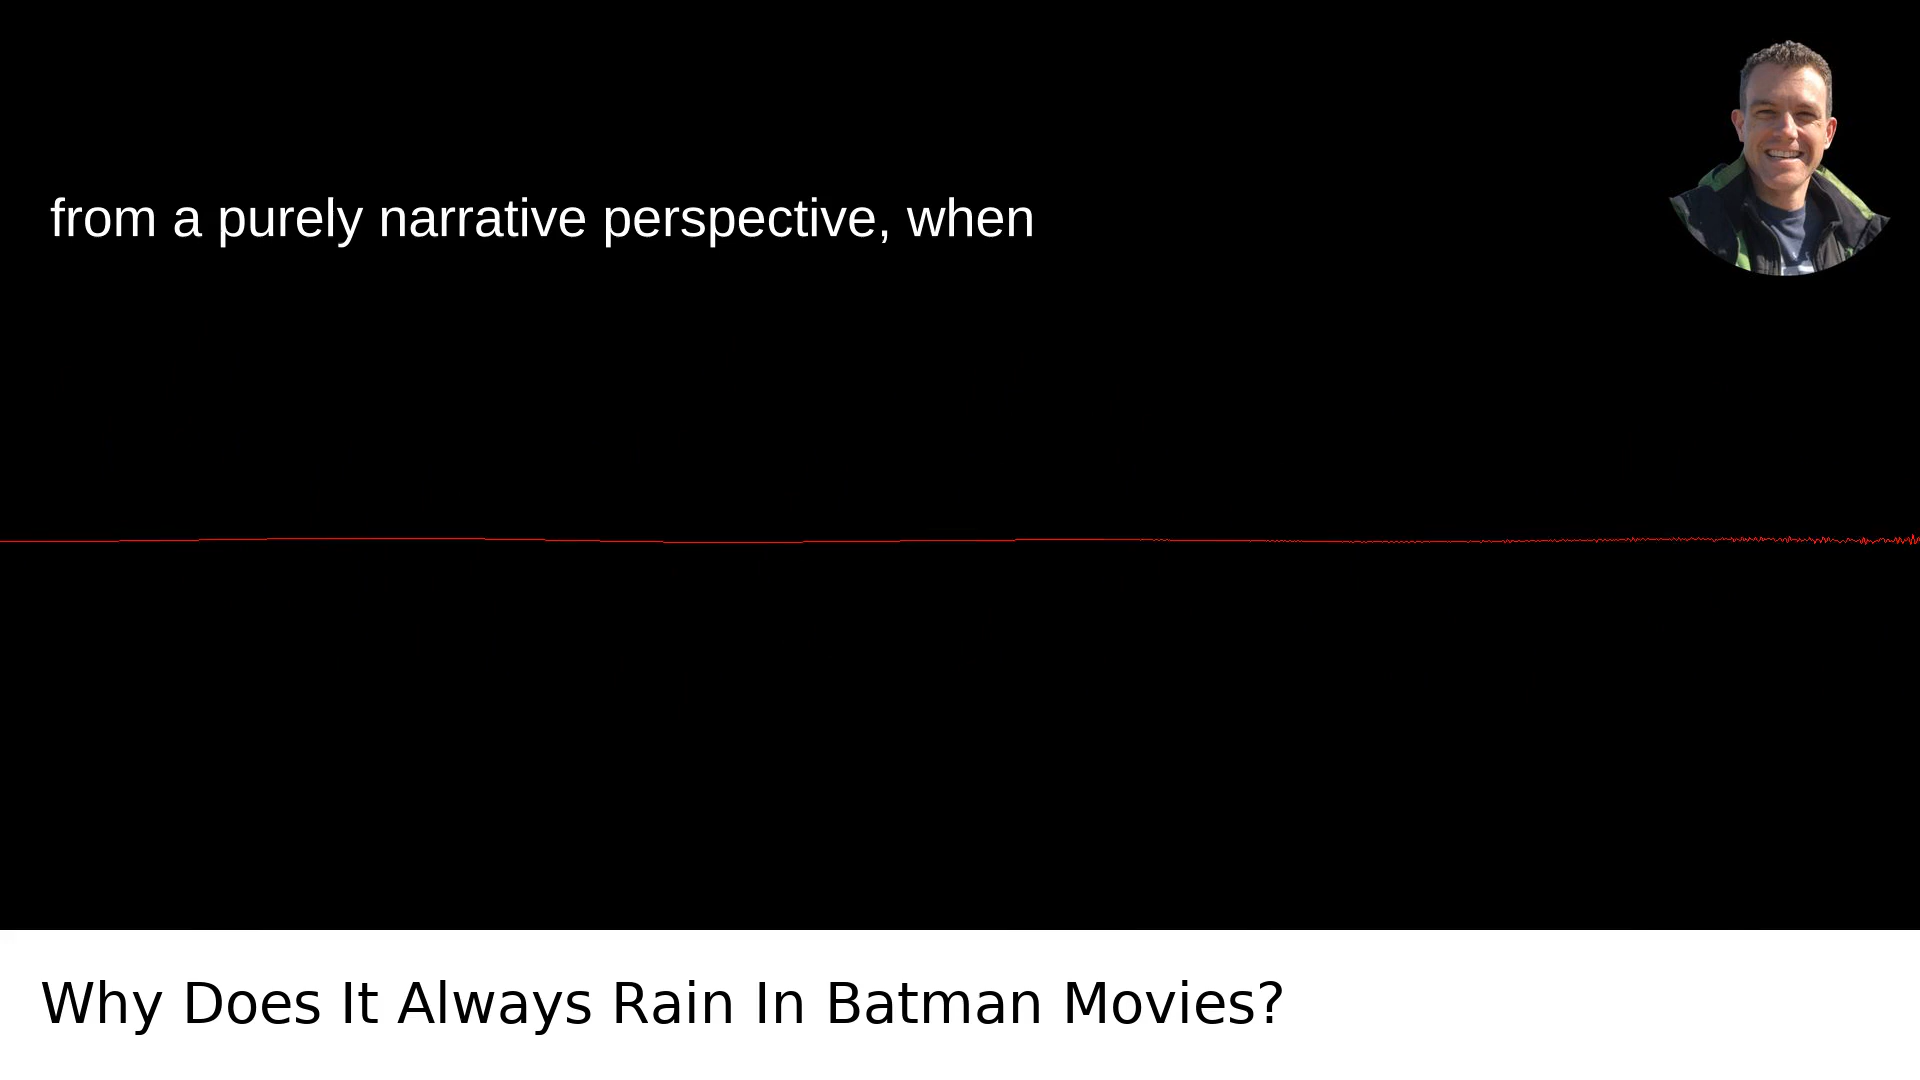 from a purely narrative perspective, when
Why Does It Always Rain In Batman Movies?